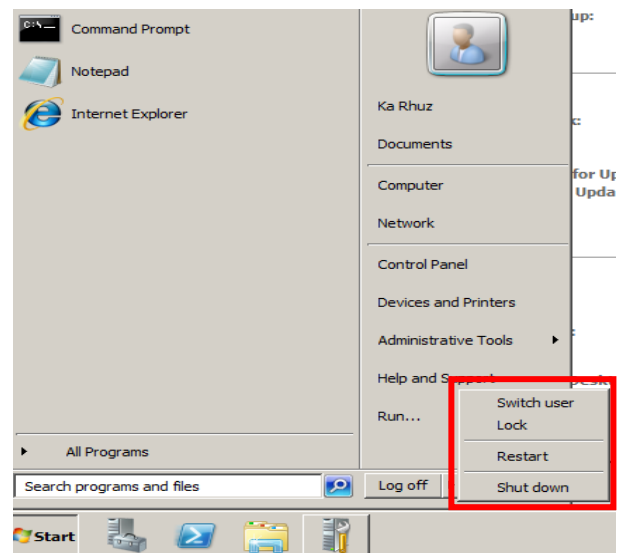 Command Prompt
Notepad
Internet Explorer
All Programs
Search programs and files
Ka Rhuz
Documents
Computer
Network
Control Panel
Devices and Printers
Administrative Tools
Help and Support
Run...
Log off
Switch user
Lock
Restart
Shut down
Start
up:
for Up
Upda